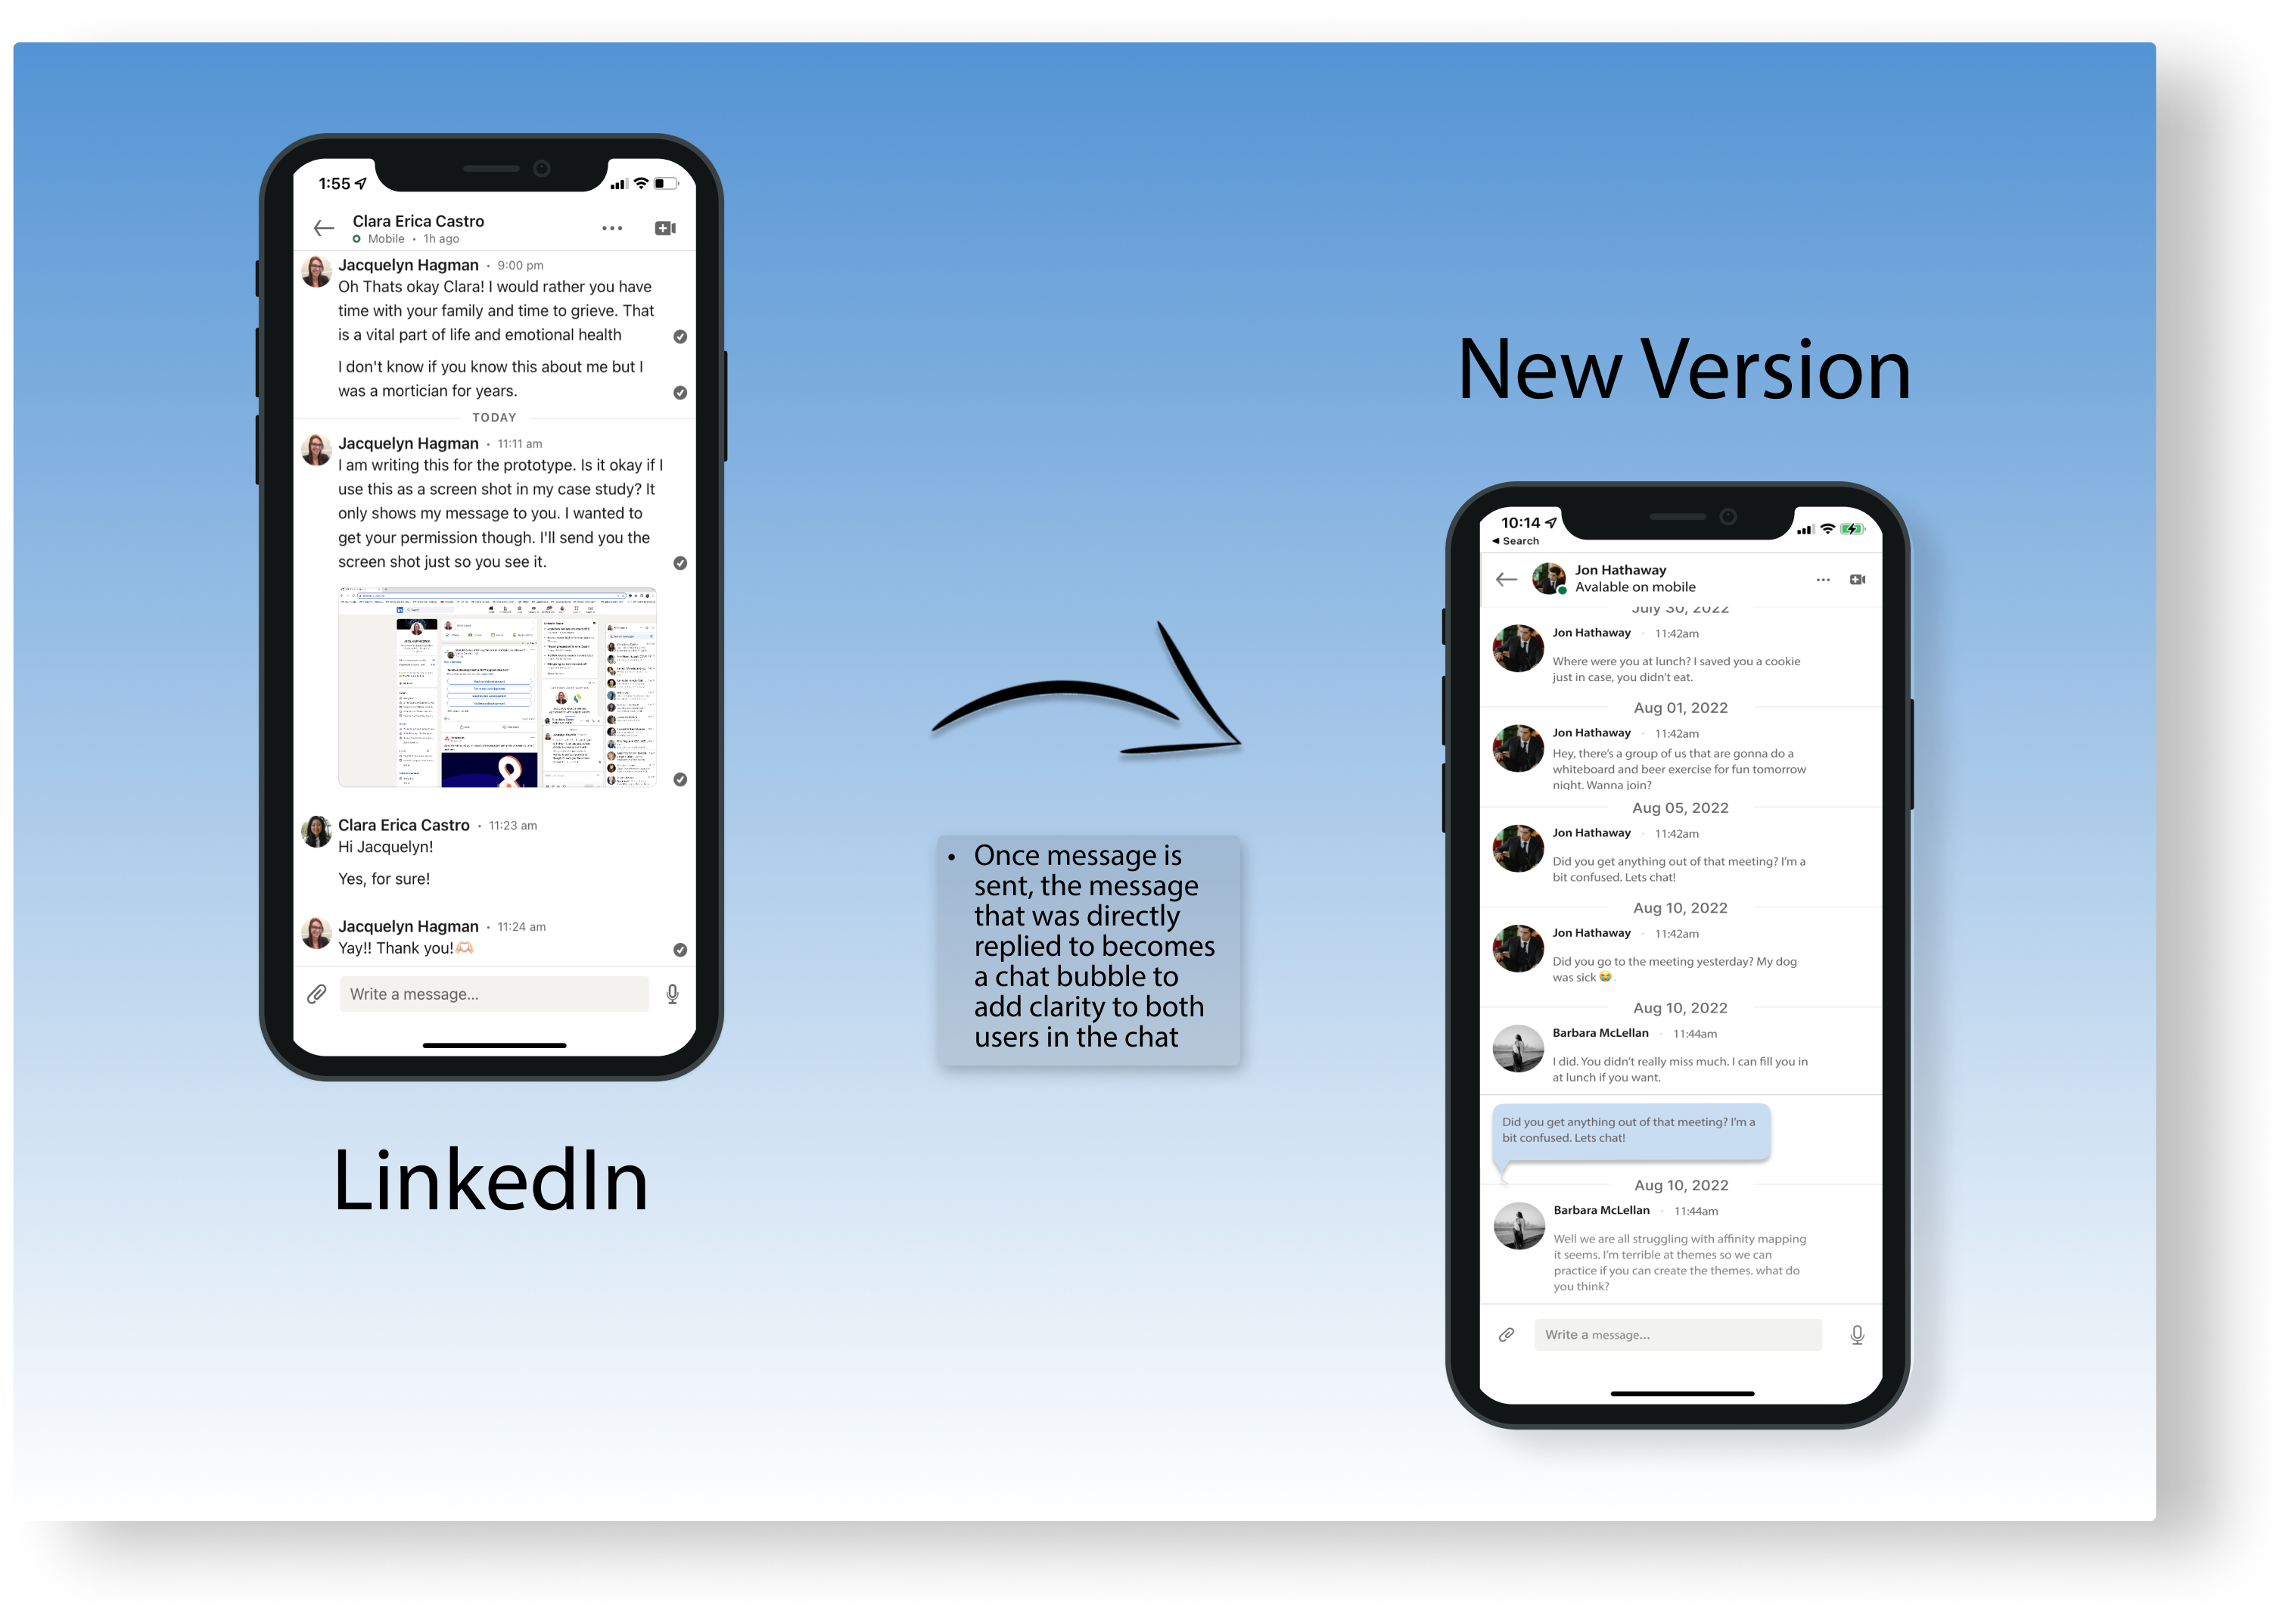 1:55
Clara Erica Castro
Mobile • 1h ago
Jacquelyn Hagman • 9:00 pm
Oh Thats okay Clara! I would rather you have
time with your family and time to grieve. That
is a vital part of life and emotional health
I don't know if you know this about me but I
was a mortician for years.
TODAY
Jacquelyn Hagman • 11:11 am
I am writing this for the prototype. Is it okay if I
use this as a screen shot in my case study? It
only shows my message to you. I wanted to
get your permission though. I'll send you the
screen shot just so you see it.
Clara Erica Castro • 11:23 am
Hi Jacquelyn!
Yes, for sure!
Jacquelyn Hagman • 11:24 am
Yay!! Thank you!🫶🏻
Write a message...
LinkedIn
• Once message is
sent, the message
that was directly
replied to becomes
a chat bubble to
add clarity to both
users in the chat
New Version
10:14
◀ Search
Jon Hathaway
Avalable on mobile
July 30, 2022
Jon Hathaway · 11:42am
Where were you at lunch? I saved you a cookie
just in case, you didn't eat.
Aug 01, 2022
Jon Hathaway · 11:42am
Hey, there's a group of us that are gonna do a
whiteboard and beer exercise for fun tomorrow
night. Wanna join?
Aug 05, 2022
Jon Hathaway · 11:42am
Did you get anything out of that meeting? I'm a
bit confused. Lets chat!
Aug 10, 2022
Jon Hathaway · 11:42am
Did you go to the meeting yesterday? My dog
was sick 😭 .
Aug 10, 2022
Barbara McLellan · 11:44am
I did. You didn't really miss much. I can fill you in
at lunch if you want.
Did you get anything out of that meeting? I'm a
bit confused. Lets chat!
Aug 10, 2022
Barbara McLellan · 11:44am
Well we are all struggling with affinity mapping
it seems. I'm terrible at themes so we can
practice if you can create the themes. what do
you think?
Write a message...